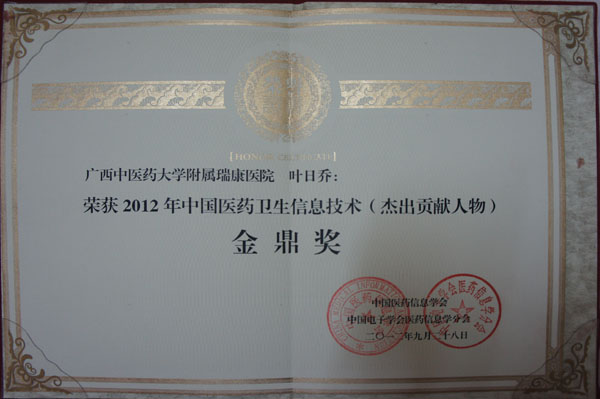 [HONOR CERTIFICATE]
广西中医药大学附属瑞康医院 叶日乔：
荣获 2012 年中国医药卫生信息技术（杰出贡献人物）
金鼎奖
中国医药信息学会
中国电子学会医药信息学分会
二〇一二年九月二十八日